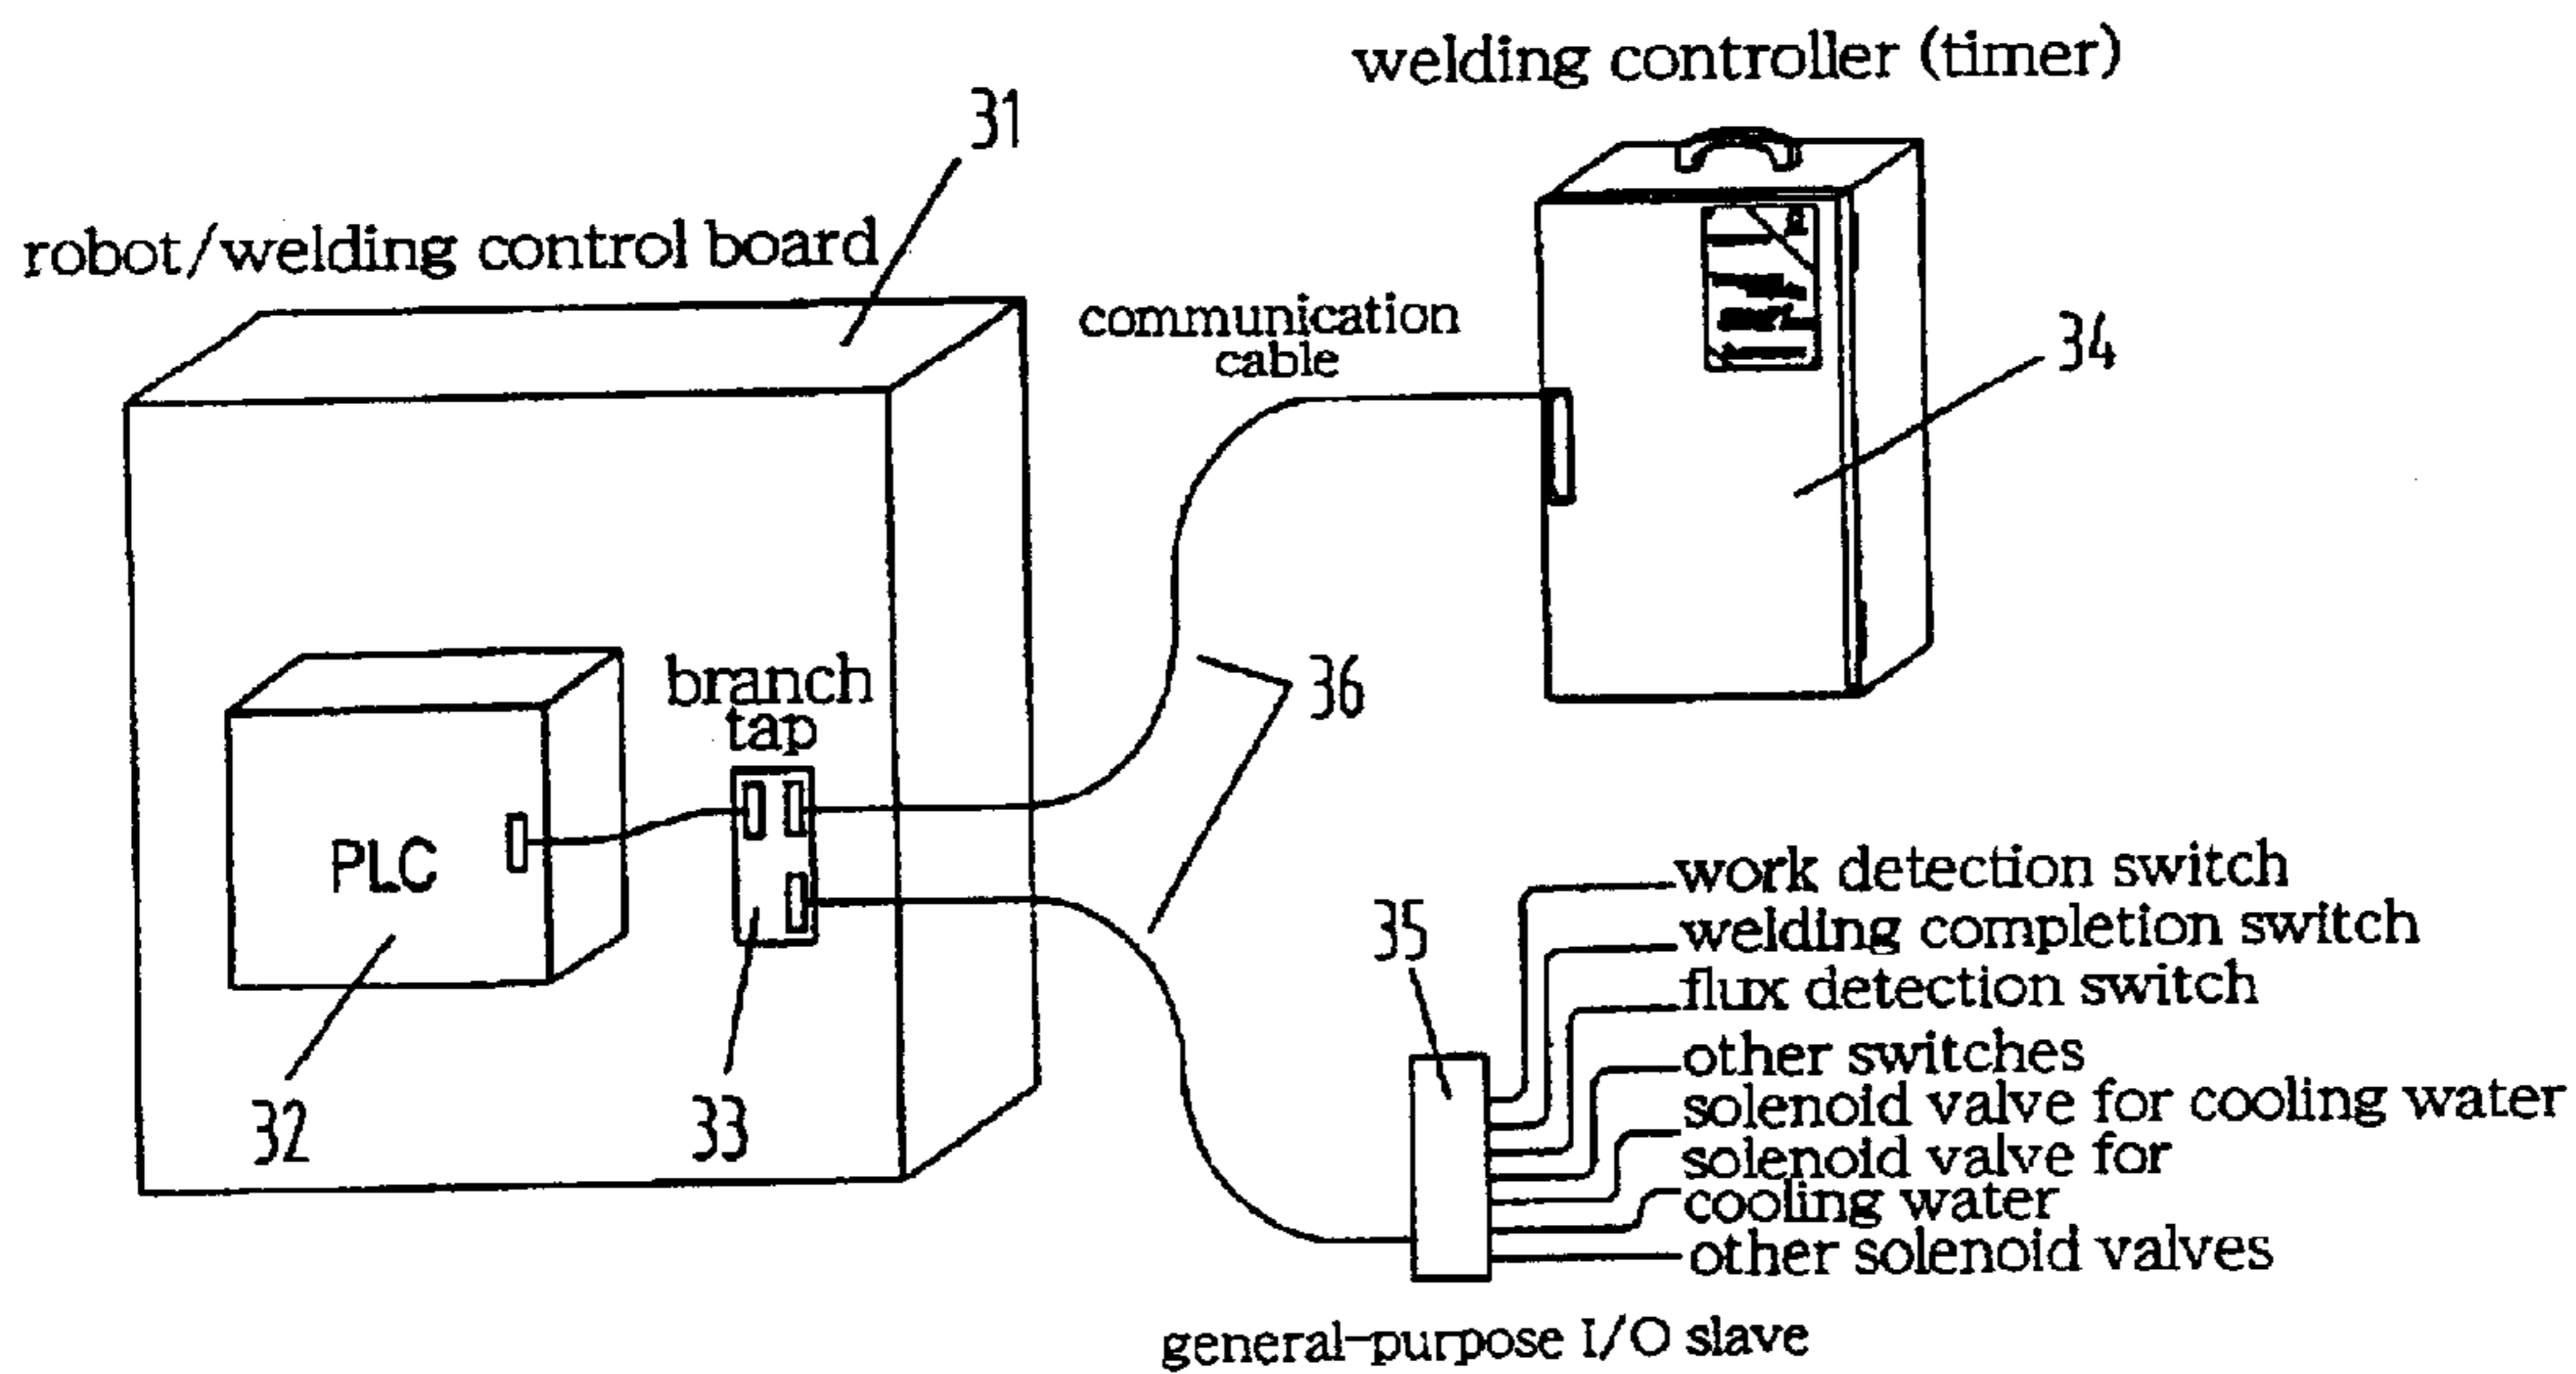 welding controller (timer)
31
robot/welding control board
communication
cable
34
branch
tap
36
PLC
work detection switch
35
welding completion switch
flux detection switch
other switches
solenoid valve for cooling water
32
33
solenoid valve for
cooling water
other solenoid valves
general-purpose I/O slave